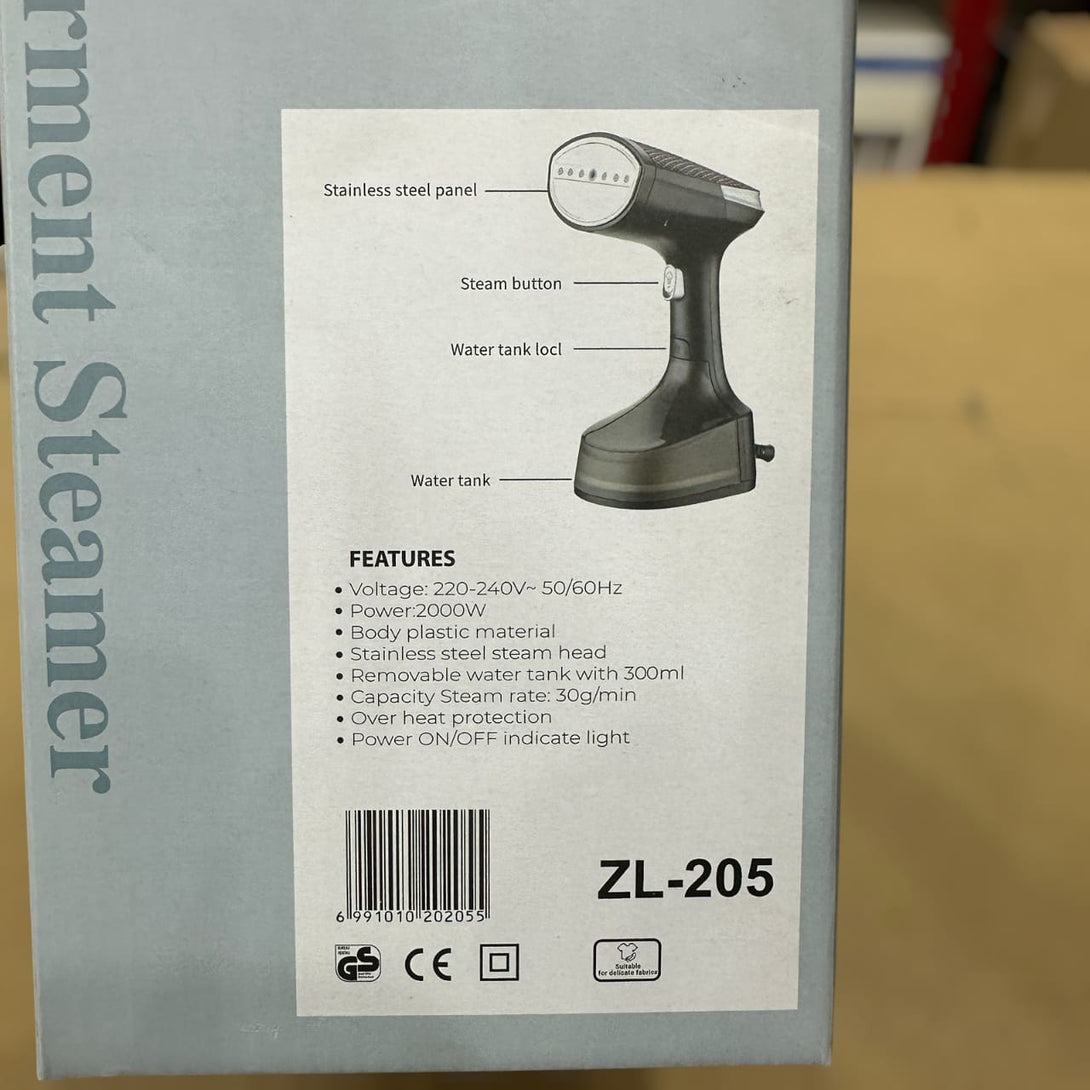 rment Steamer
Stainless steel panel
Steam button
Water tank locl
Water tank
FEATURES
• Voltage: 220-240V~ 50/60Hz
• Power:2000W
• Body plastic material
• Stainless steel steam head
• Removable water tank with 300ml
• Capacity Steam rate: 30g/min
• Over heat protection
• Power ON/OFF indicate light
6 991010 202055
ZL-205
GS
CE
Suitable
for delicate fabrics